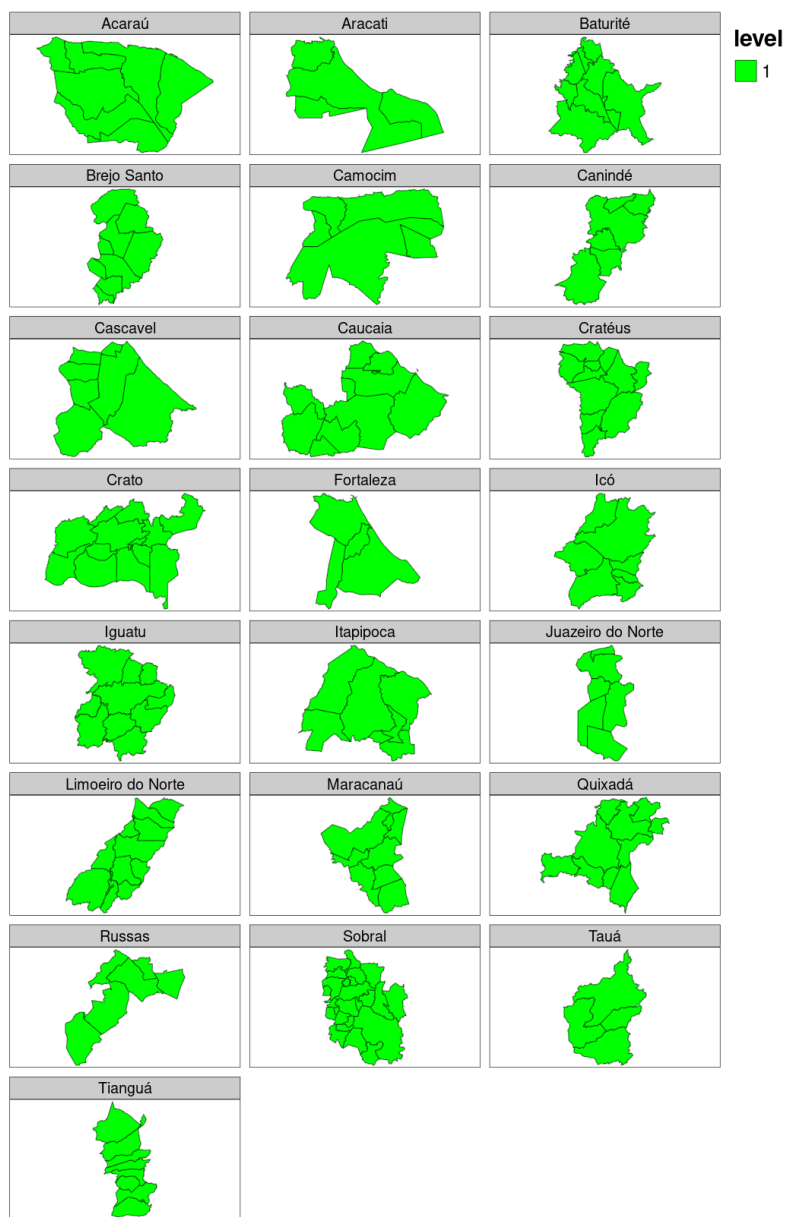 Acaraú
Aracati
Baturité
level
1
Brejo Santo
Camocim
Canindé
Cascavel
Caucaia
Cratéus
Crato
Fortaleza
Icó
Iguatu
Itapipoca
Juazeiro do Norte
Limoeiro do Norte
Maracanaú
Quixadá
Russas
Sobral
Tauá
Tianguá